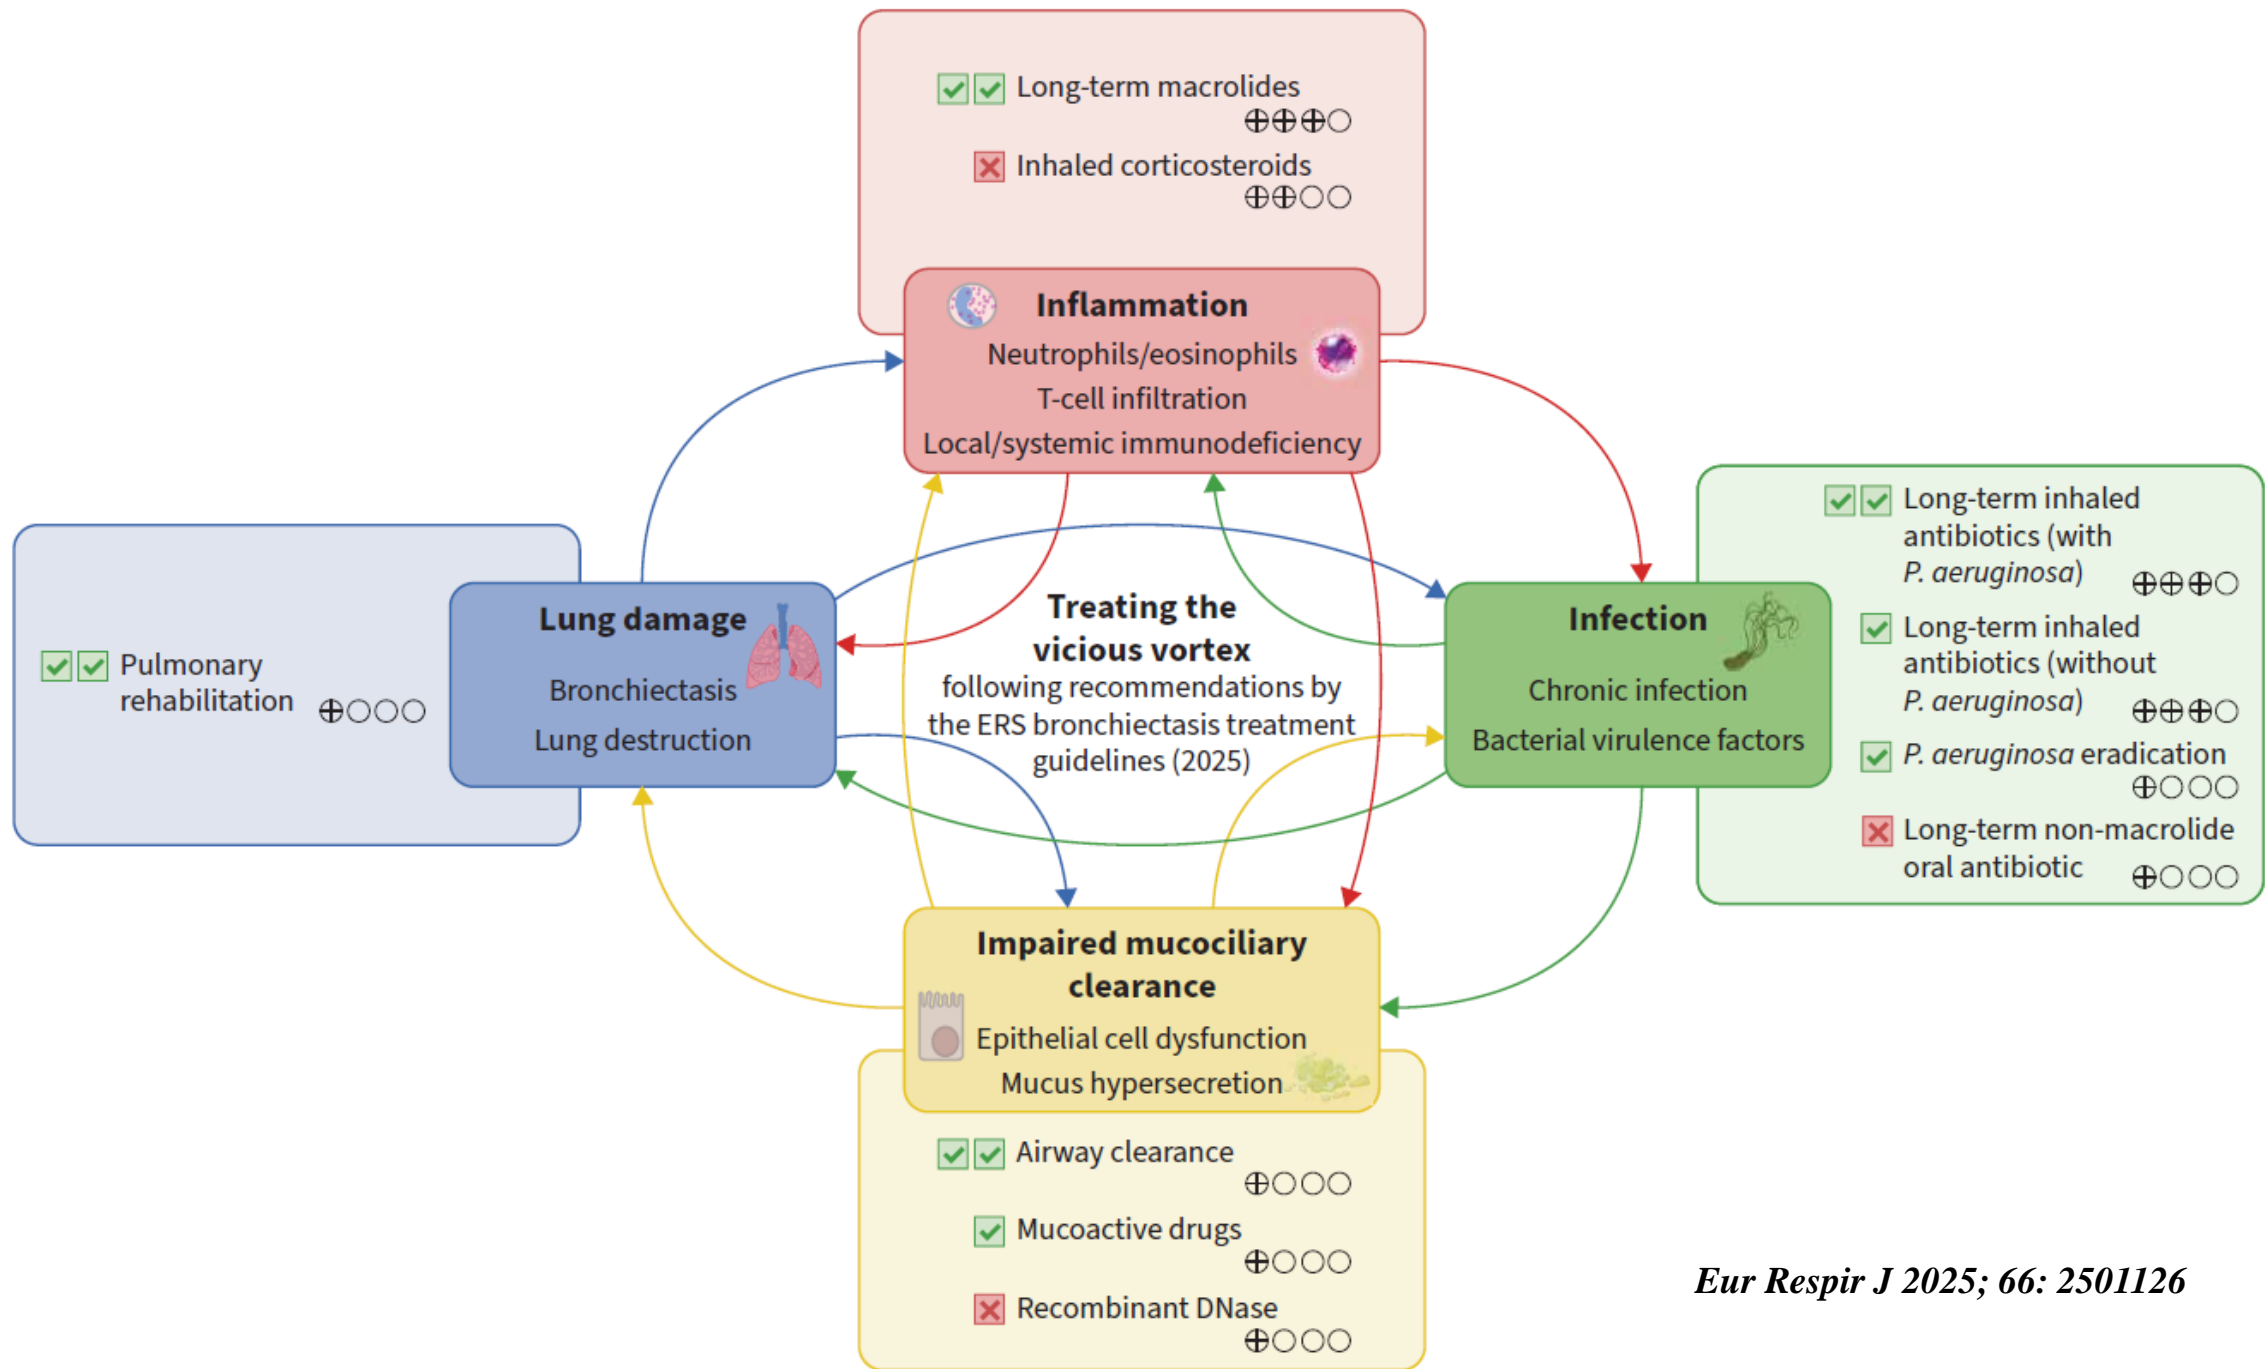 Long-term macrolides
Inhaled corticosteroids
Inflammation
Neutrophils/eosinophils
T-cell infiltration
Local/systemic immunodeficiency
Pulmonary
rehabilitation
Lung damage
Bronchiectasis
Lung destruction
Treating the
vicious vortex
following recommendations by
the ERS bronchiectasis treatment
guidelines (2025)
Infection
Chronic infection
Bacterial virulence factors
Long-term inhaled
antibiotics (with
P. aeruginosa)
Long-term inhaled
antibiotics (without
P. aeruginosa)
P. aeruginosa eradication
Long-term non-macrolide
oral antibiotic
Impaired mucociliary
clearance
Epithelial cell dysfunction
Mucus hypersecretion
Airway clearance
Mucoactive drugs
Recombinant DNase
Eur Respir J 2025; 66: 2501126